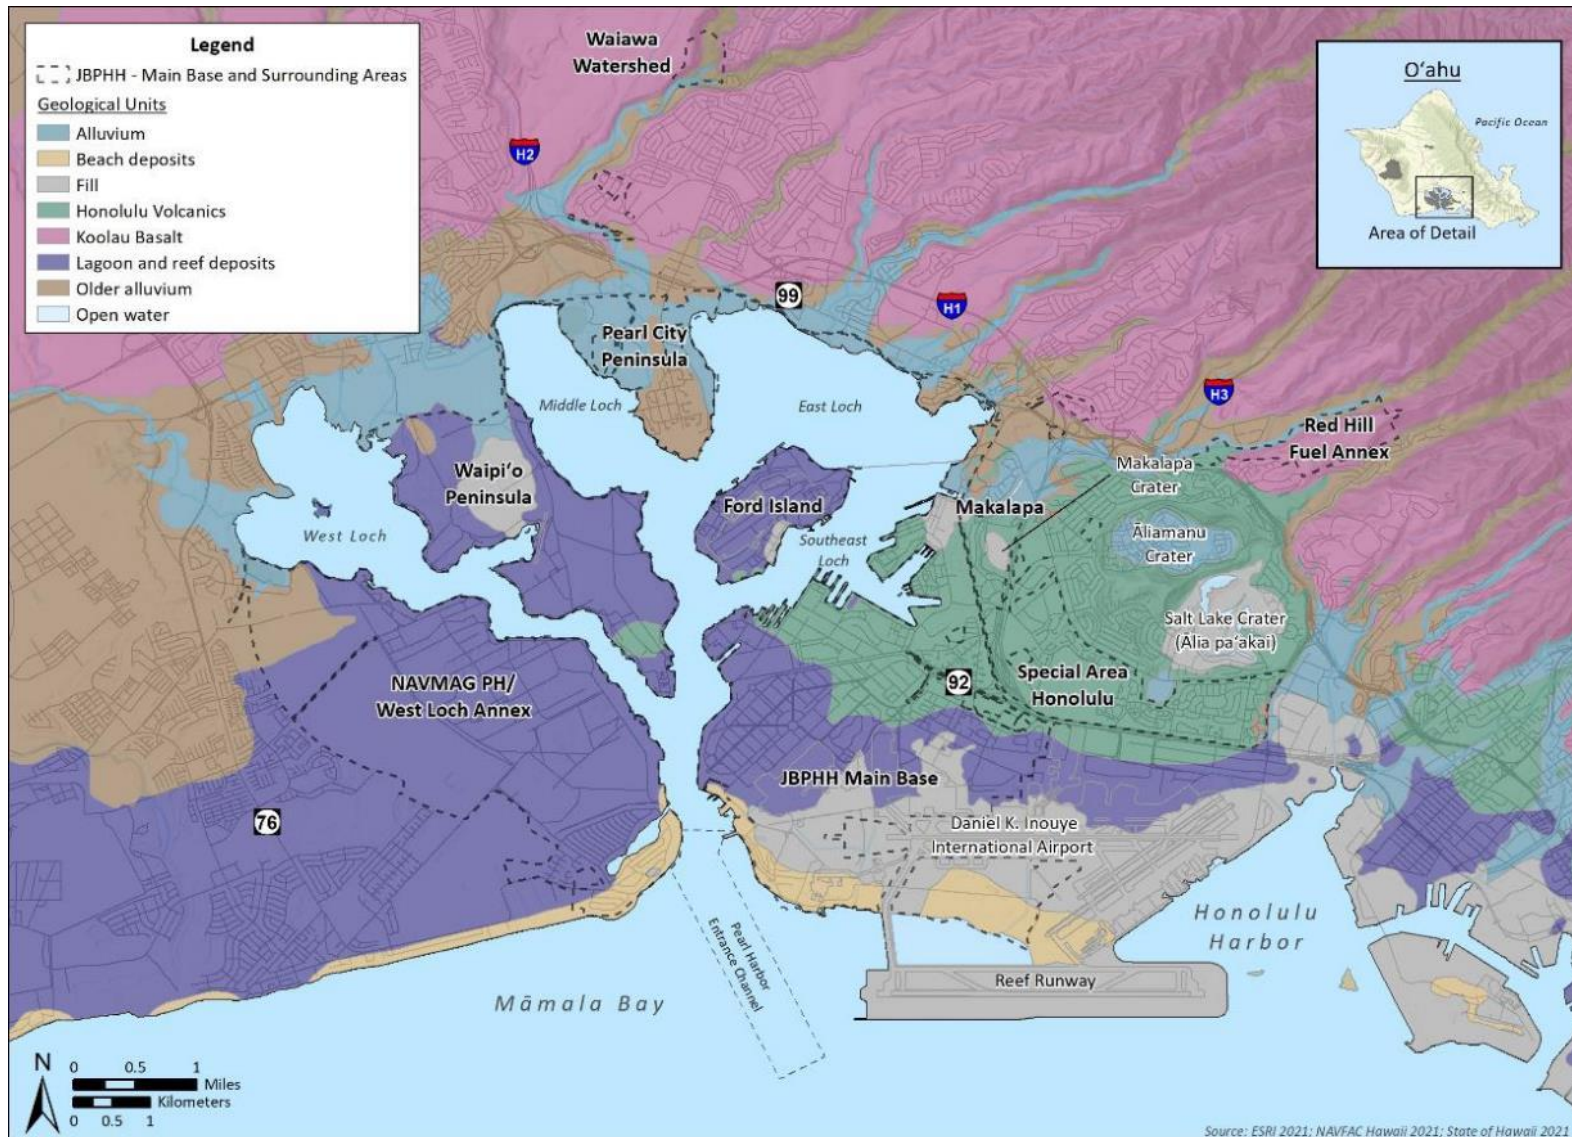 Legend
JBPHH - Main Base and Surrounding Areas
Geological Units
Alluvium
Beach deposits
Fill
Honolulu Volcanics
Koolau Basalt
Lagoon and reef deposits
Older alluvium
Open water
Waiawa
Watershed
H2
Oʻahu
Pacific Ocean
Area of Detail
99
H1
Pearl City
Peninsula
Middle Loch
East Loch
H3
Red Hill
Fuel Annex
Makalapa
Crater
Waipiʻo
Peninsula
Ford Island
Makalapa
West Loch
Southeast
Loch
Āliamanu
Crater
Salt Lake Crater
(Ālia paʻakai)
NAVMAG PH/
West Loch Annex
92
Special Area
Honolulu
JBPHH Main Base
76
Daniel K. Inouye
International Airport
Pearl Harbor
Entrance Channel
Honolulu
Harbor
Reef Runway
Māmala Bay
N
0 0.5 1
Miles
Kilometers
0 0.5 1
Source: ESRI 2021; NAVFAC Hawaii 2021; State of Hawaii 2021